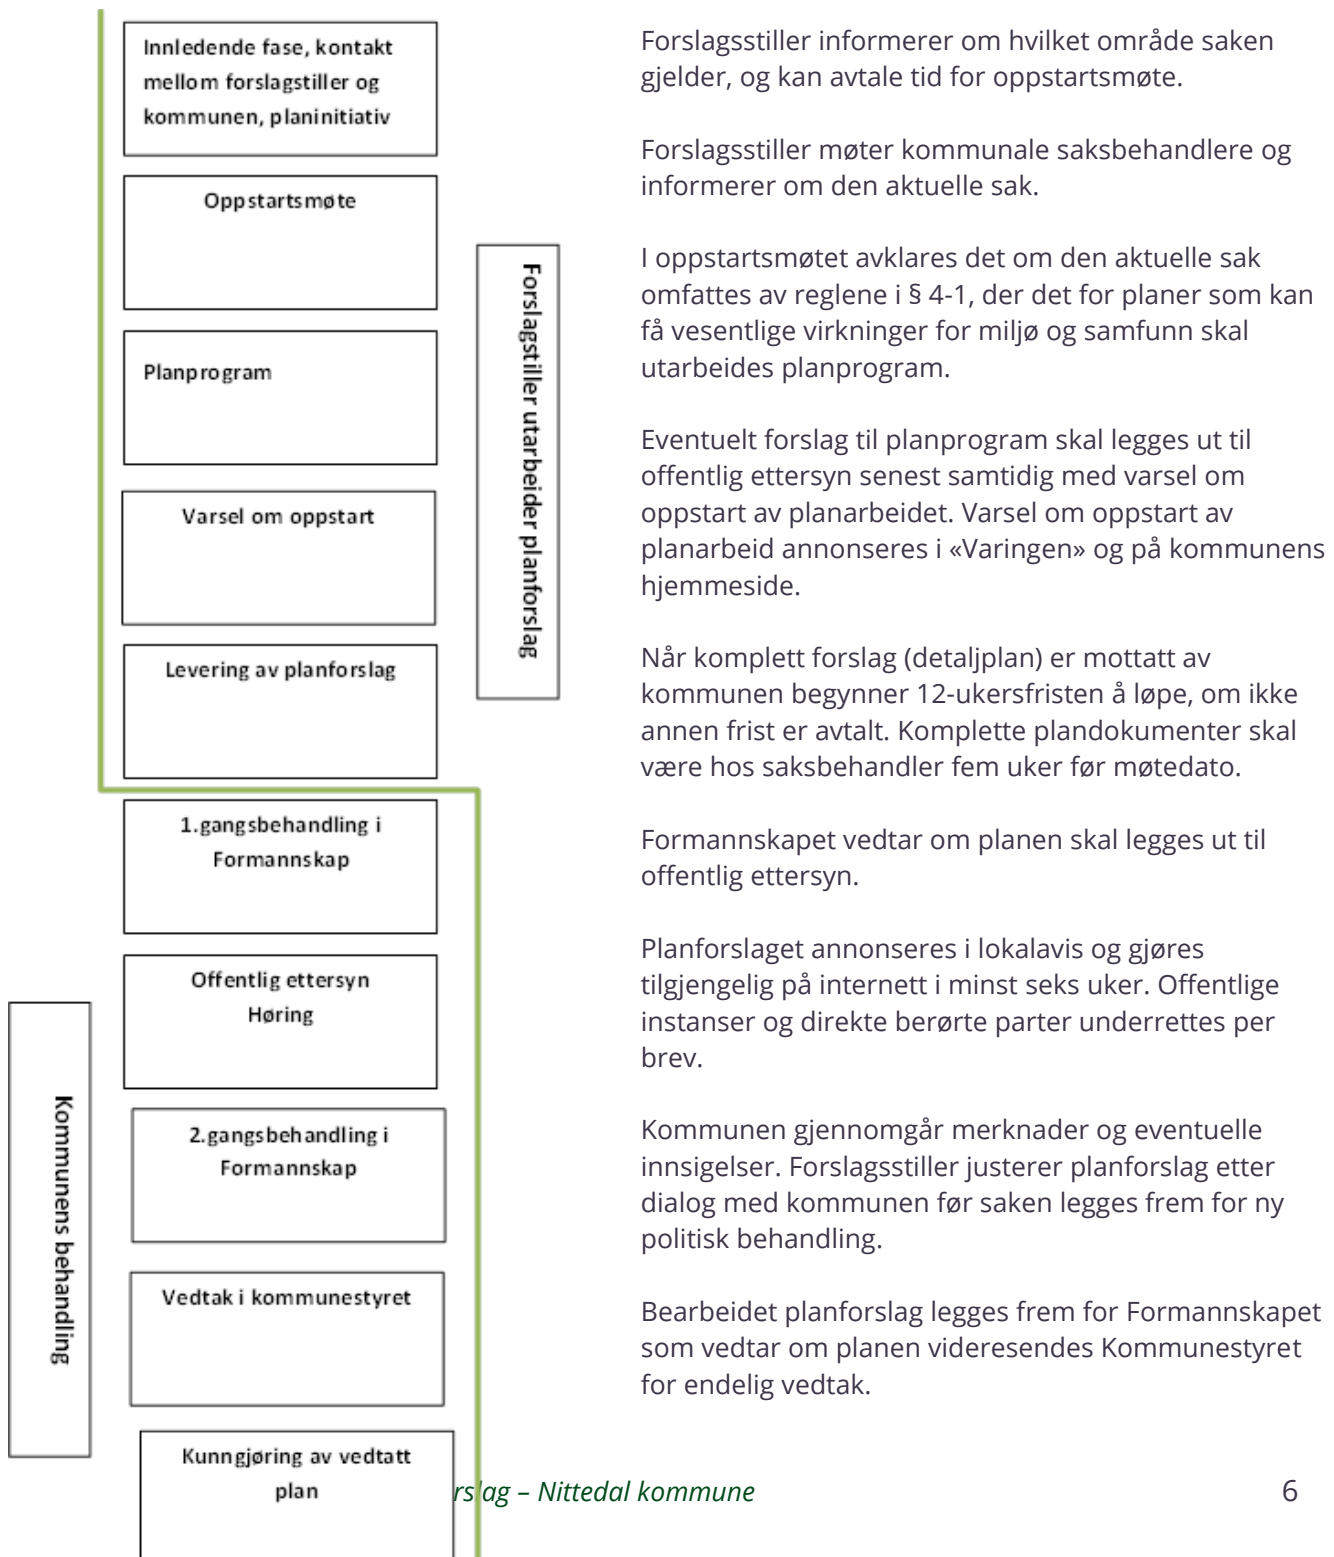 Innledende fase, kontakt
mellom forslagstiller og
kommunen, planinitiativ
Oppstartsmøte
Planprogram
Varsel om oppstart
Levering av planforslag
Forslagstiller utarbeider planforslag
1.gangsbehandling i
Formannskap
Offentlig ettersyn
Høring
2.gangsbehandling i
Formannskap
Vedtak i kommunestyret
Kunngjøring av vedtatt
plan
Kommunens behandling
Forslagsstiller informerer om hvilket område saken
gjelder, og kan avtale tid for oppstartsmøte.
Forslagsstiller møter kommunale saksbehandlere og
informerer om den aktuelle sak.
I oppstartsmøtet avklares det om den aktuelle sak
omfattes av reglene i § 4-1, der det for planer som kan
få vesentlige virkninger for miljø og samfunn skal
utarbeides planprogram.
Eventuelt forslag til planprogram skal legges ut til
offentlig ettersyn senest samtidig med varsel om
oppstart av planarbeidet. Varsel om oppstart av
planarbeid annonseres i «Varingen» og på kommunens
hjemmeside.
Når komplett forslag (detaljplan) er mottatt av
kommunen begynner 12-ukersfristen å løpe, om ikke
annen frist er avtalt. Komplette plandokumenter skal
være hos saksbehandler fem uker før møtedato.
Formannskapet vedtar om planen skal legges ut til
offentlig ettersyn.
Planforslaget annonseres i lokalavis og gjøres
tilgjengelig på internett i minst seks uker. Offentlige
instanser og direkte berørte parter underrettes per
brev.
Kommunen gjennomgår merknader og eventuelle
innsigelser. Forslagsstiller justerer planforslag etter
dialog med kommunen før saken legges frem for ny
politisk behandling.
Bearbeidet planforslag legges frem for Formannskapet
som vedtar om planen videresendes Kommunestyret
for endelig vedtak.
– Nittedal kommune
6